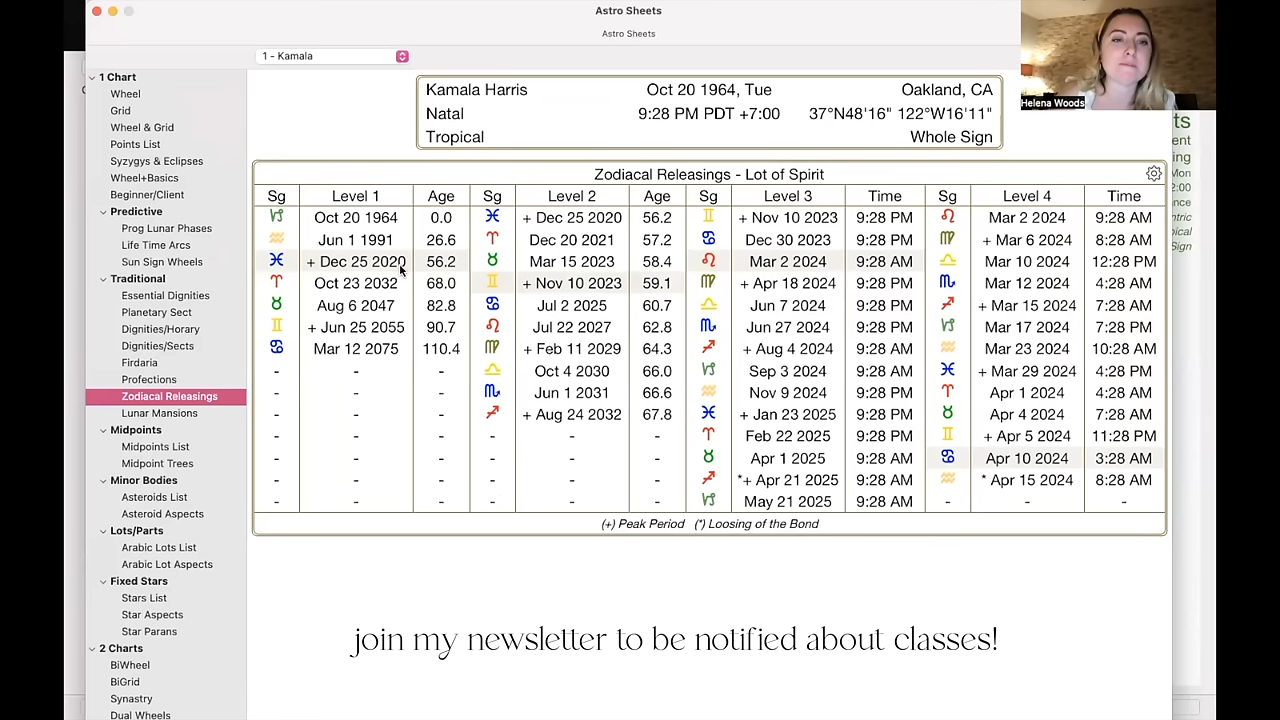 Astro Sheets
Astro Sheets
1 - Kamala
Helena Woods
1 Chart
Wheel
Grid
Wheel & Grid
Points List
Syzygys & Eclipses
Wheel+Basics
Beginner/Client
Predictive
Prog Lunar Phases
Life Time Arcs
Sun Sign Wheels
Traditional
Essential Dignities
Planetary Sect
Dignities/Horary
Dignities/Sects
Firdaria
Profections
Zodiacal Releasings
Lunar Mansions
Midpoints
Midpoints List
Midpoint Trees
Minor Bodies
Asteroids List
Asteroid Aspects
Lots/Parts
Arabic Lots List
Arabic Lot Aspects
Fixed Stars
Stars List
Star Aspects
Star Parans
2 Charts
BiWheel
BiGrid
Synastry
Dual Wheels
Kamala Harris Oct 20 1964, Tue Oakland, CA
Natal 9:28 PM PDT +7:00 37°N48'16" 122°W16'11"
Tropical Whole Sign
Zodiacal Releasings - Lot of Spirit
Sg Level 1 Age Sg Level 2 Age Sg Level 3 Time Sg Level 4 Time
♑ Oct 20 1964 0.0 ♓ + Dec 25 2020 56.2 ♊ + Nov 10 2023 9:28 PM ♌ Mar 2 2024 9:28 AM
♒ Jun 1 1991 26.6 ♈ Dec 20 2021 57.2 ♋ Dec 30 2023 9:28 PM ♍ + Mar 6 2024 8:28 AM
♓ + Dec 25 2020 56.2 ♉ Mar 15 2023 58.4 ♌ Mar 2 2024 9:28 AM ♎ Mar 10 2024 12:28 PM
♈ Oct 23 2032 68.0 ♊ + Nov 10 2023 59.1 ♍ + Apr 18 2024 9:28 AM ♏ Mar 12 2024 4:28 AM
♉ Aug 6 2047 82.8 ♋ Jul 2 2025 60.7 ♎ Jun 7 2024 9:28 AM ♐ + Mar 15 2024 7:28 AM
♊ + Jun 25 2055 90.7 ♌ Jul 22 2027 62.8 ♏ Jun 27 2024 9:28 AM ♑ Mar 17 2024 7:28 PM
♋ Mar 12 2075 110.4 ♍ + Feb 11 2029 64.3 ♐ + Aug 4 2024 9:28 AM ♒ Mar 23 2024 10:28 AM
- - - ♎ Oct 4 2030 66.0 ♑ Sep 3 2024 9:28 AM ♓ + Mar 29 2024 4:28 PM
- - - ♏ Jun 1 2031 66.6 ♒ Nov 9 2024 9:28 AM ♈ Apr 1 2024 4:28 AM
- - - ♐ + Aug 24 2032 67.8 ♓ + Jan 23 2025 9:28 PM ♉ Apr 4 2024 7:28 AM
- - - - - - ♈ Feb 22 2025 9:28 PM ♊ + Apr 5 2024 11:28 PM
- - - - - - ♉ Apr 1 2025 9:28 AM ♋ Apr 10 2024 3:28 AM
- - - - - - ♐ *+ Apr 21 2025 9:28 AM ♒ * Apr 15 2024 8:28 AM
- - - - - - ♑ May 21 2025 9:28 AM - - -
(+) Peak Period (*) Loosing of the Bond
join my newsletter to be notified about classes!